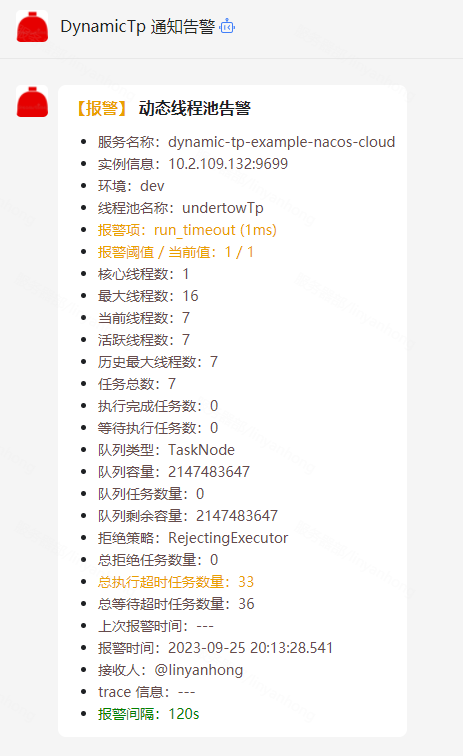 DynamicTp 通知告警
【报警】 动态线程池告警
服务名称：dynamic-tp-example-nacos-cloud
实例信息：10.2.109.132:9699
环境：dev
线程池名称：undertowTp
报警项：run_timeout (1ms)
报警阈值 / 当前值：1 / 1
核心线程数：1
最大线程数：16
当前线程数：7
活跃线程数：7
历史最大线程数：7
任务总数：7
执行完成任务数：0
等待执行任务数：0
队列类型：TaskNode
队列容量：2147483647
队列任务数量：0
队列剩余容量：2147483647
拒绝策略：RejectingExecutor
总拒绝任务数量：0
总执行超时任务数量：33
总等待超时任务数量：36
上次报警时间：---
报警时间：2023-09-25 20:13:28.541
接收人：@linyanhong
trace 信息：---
报警间隔：120s